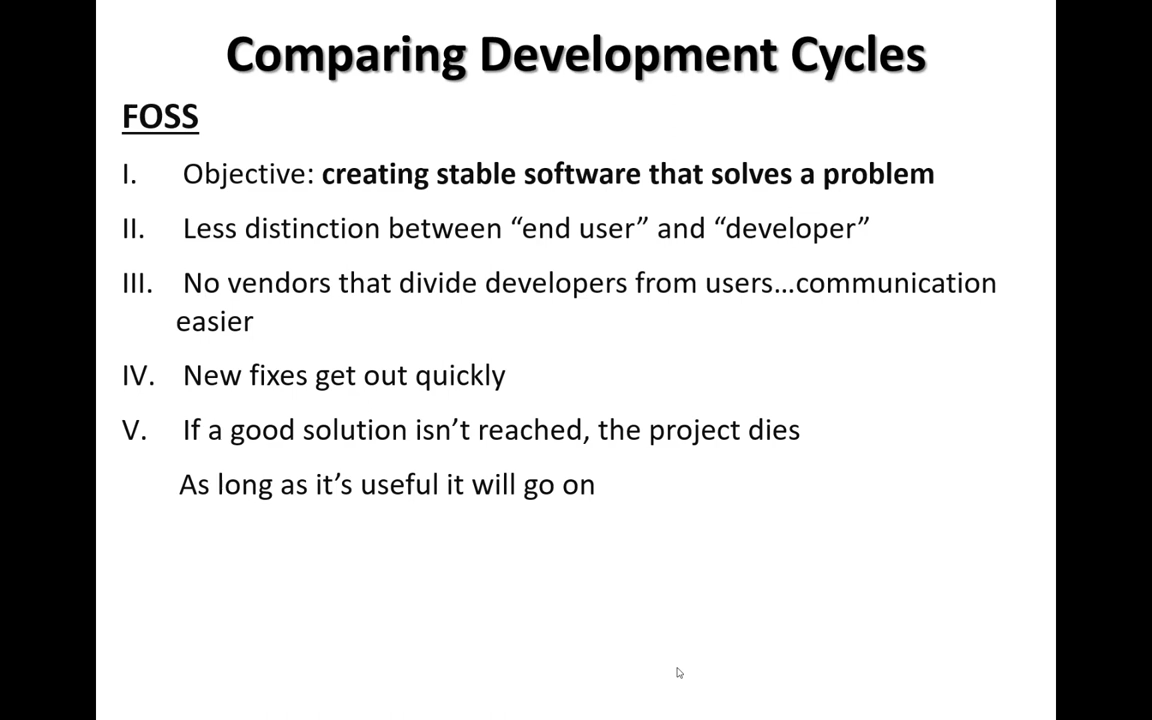 Comparing Development Cycles
FOSS
I. Objective: creating stable software that solves a problem
II. Less distinction between “end user” and “developer”
III. No vendors that divide developers from users…communication
easier
IV. New fixes get out quickly
V. If a good solution isn’t reached, the project dies
As long as it’s useful it will go on